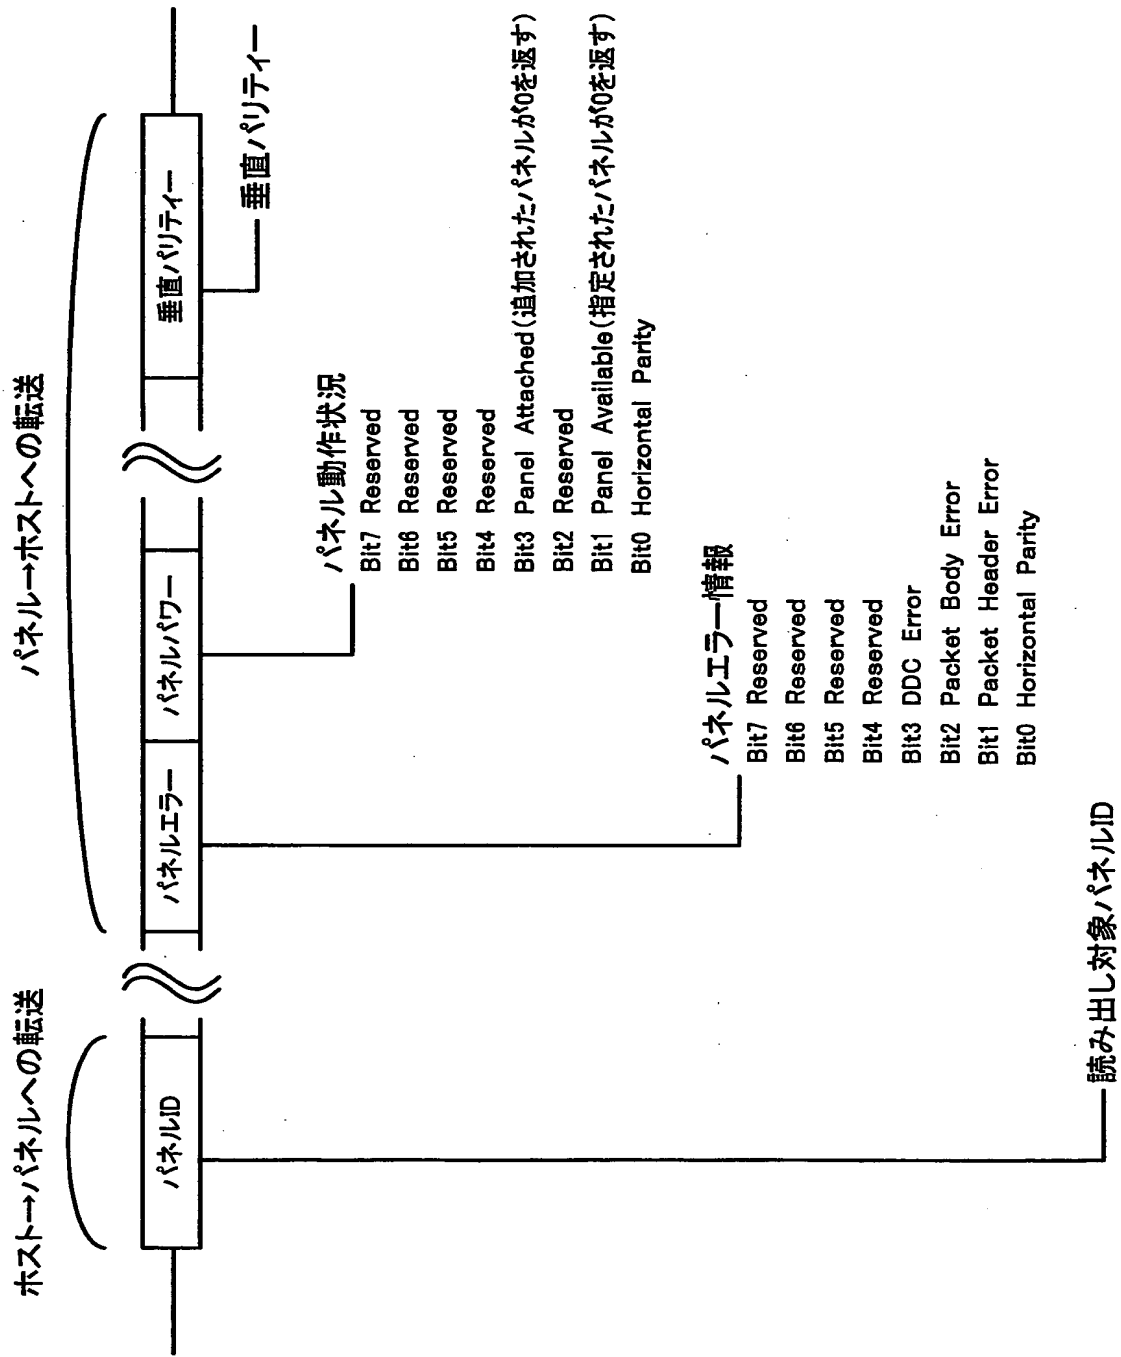 ホスト→パネルへの転送
パネル→ホストへの転送
パネルID
パネルエラー
パネルパワー
垂直パリティー
垂直パリティー
パネル動作状況
Bit7 Reserved
Bit6 Reserved
Bit5 Reserved
Bit4 Reserved
Bit3 Panel Attached(追加されたパネルが0を返す)
Bit2 Reserved
Bit1 Panel Available(指定されたパネルが0を返す)
Bit0 Horizontal Parity
パネルエラー情報
Bit7 Reserved
Bit6 Reserved
Bit5 Reserved
Bit4 Reserved
Bit3 DDC Error
Bit2 Packet Body Error
Bit1 Packet Header Error
Bit0 Horizontal Parity
読み出し対象パネルID